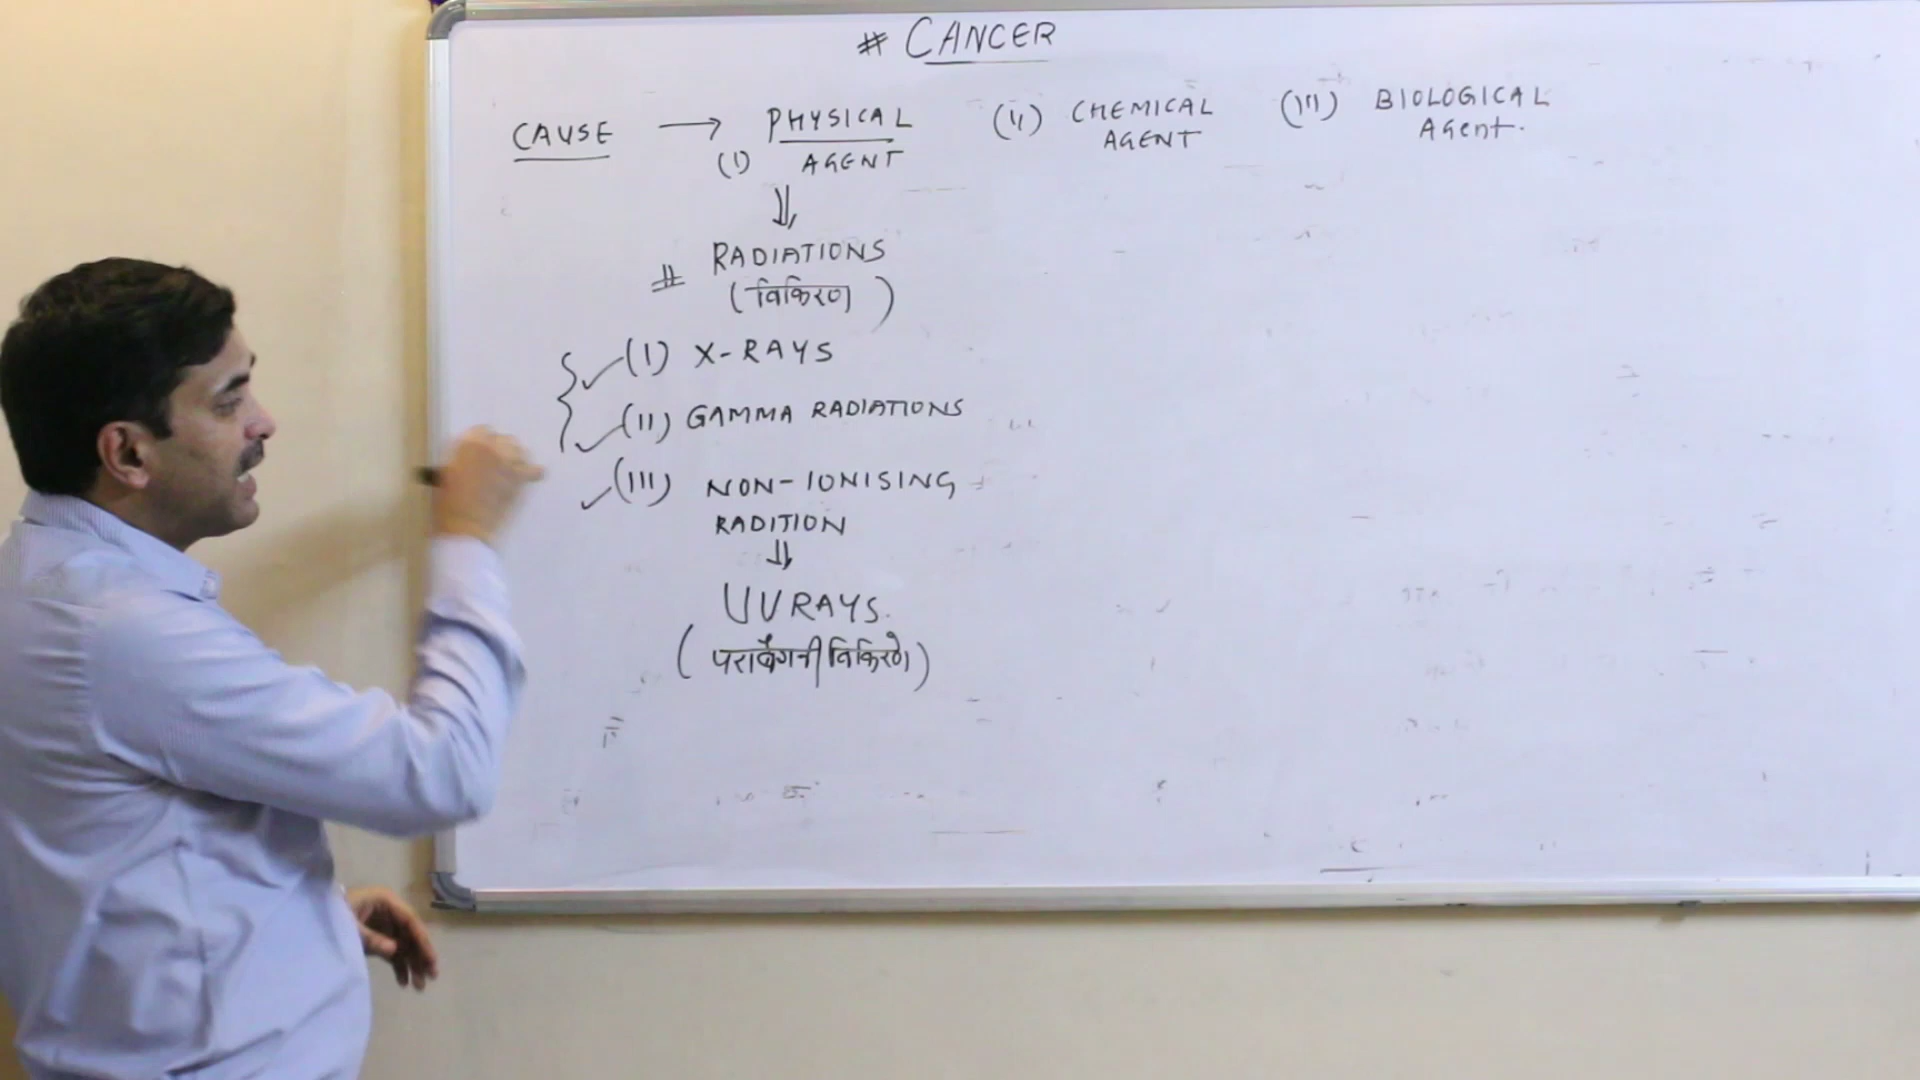 # CANCER
CAUSE → PHYSICAL (II) CHEMICAL (III) BIOLOGICAL
(I) AGENT AGENT Agent.
⇓
# RADIATIONS
(विकिरण)
(I) X-RAYS
(II) GAMMA RADIATIONS
(III) NON-IONISING
RADITION
⇓
UV RAYS.
(पराबैगनी विकिरणे)